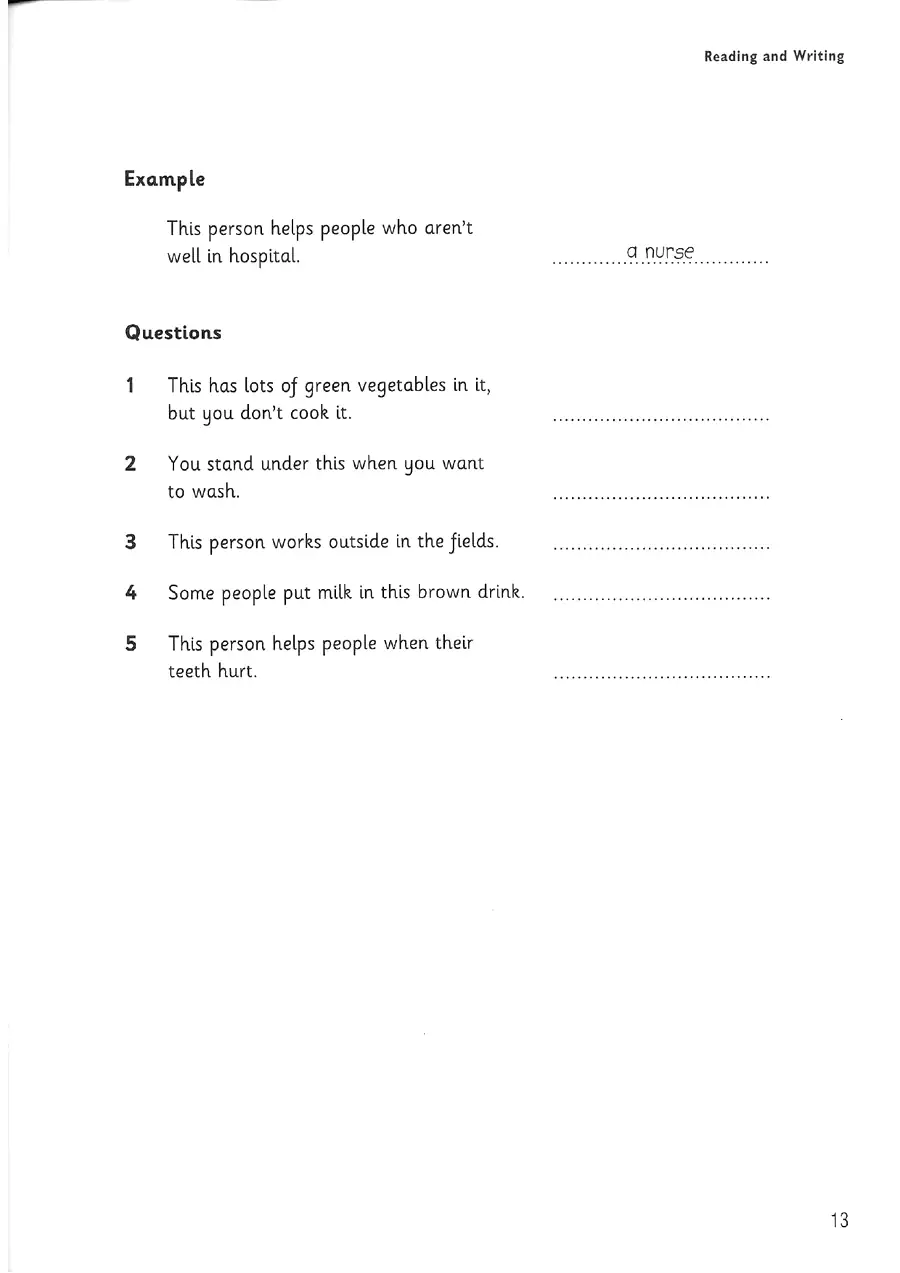 Reading and Writing
Example
This person helps people who aren't
well in hospital.
a nurse
Questions
1 This has lots of green vegetables in it,
but you don't cook it.
2 You stand under this when you want
to wash.
3 This person works outside in the fields.
4 Some people put milk in this brown drink.
5 This person helps people when their
teeth hurt.
13